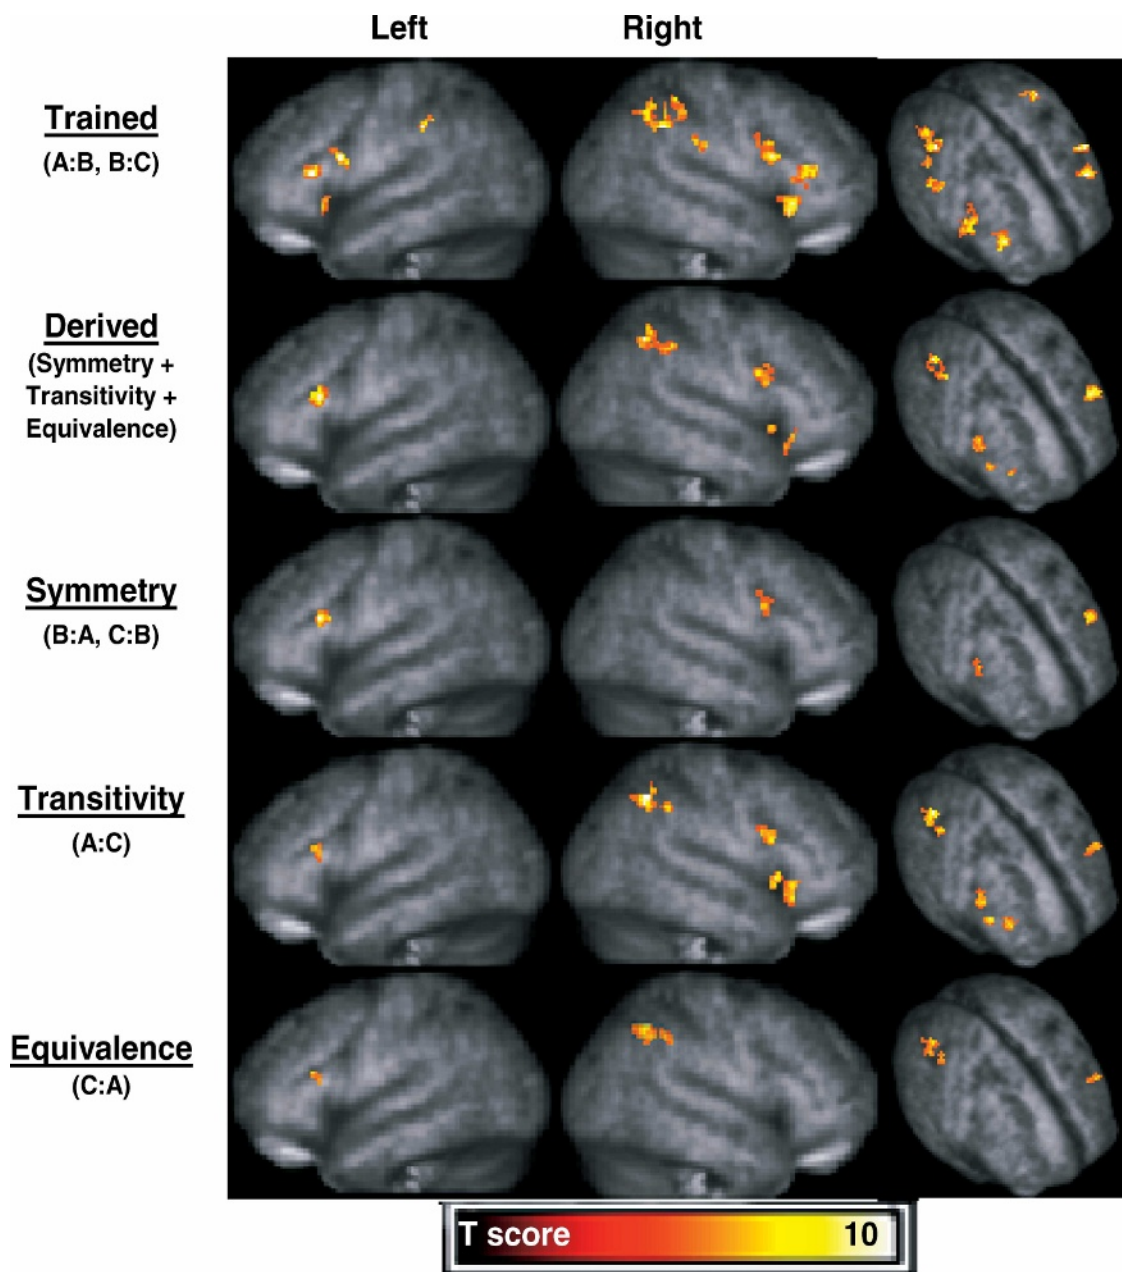 Left Right
Trained
(A:B, B:C)
Derived
(Symmetry +
Transitivity +
Equivalence)
Symmetry
(B:A, C:B)
Transitivity
(A:C)
Equivalence
(C:A)
T score 10